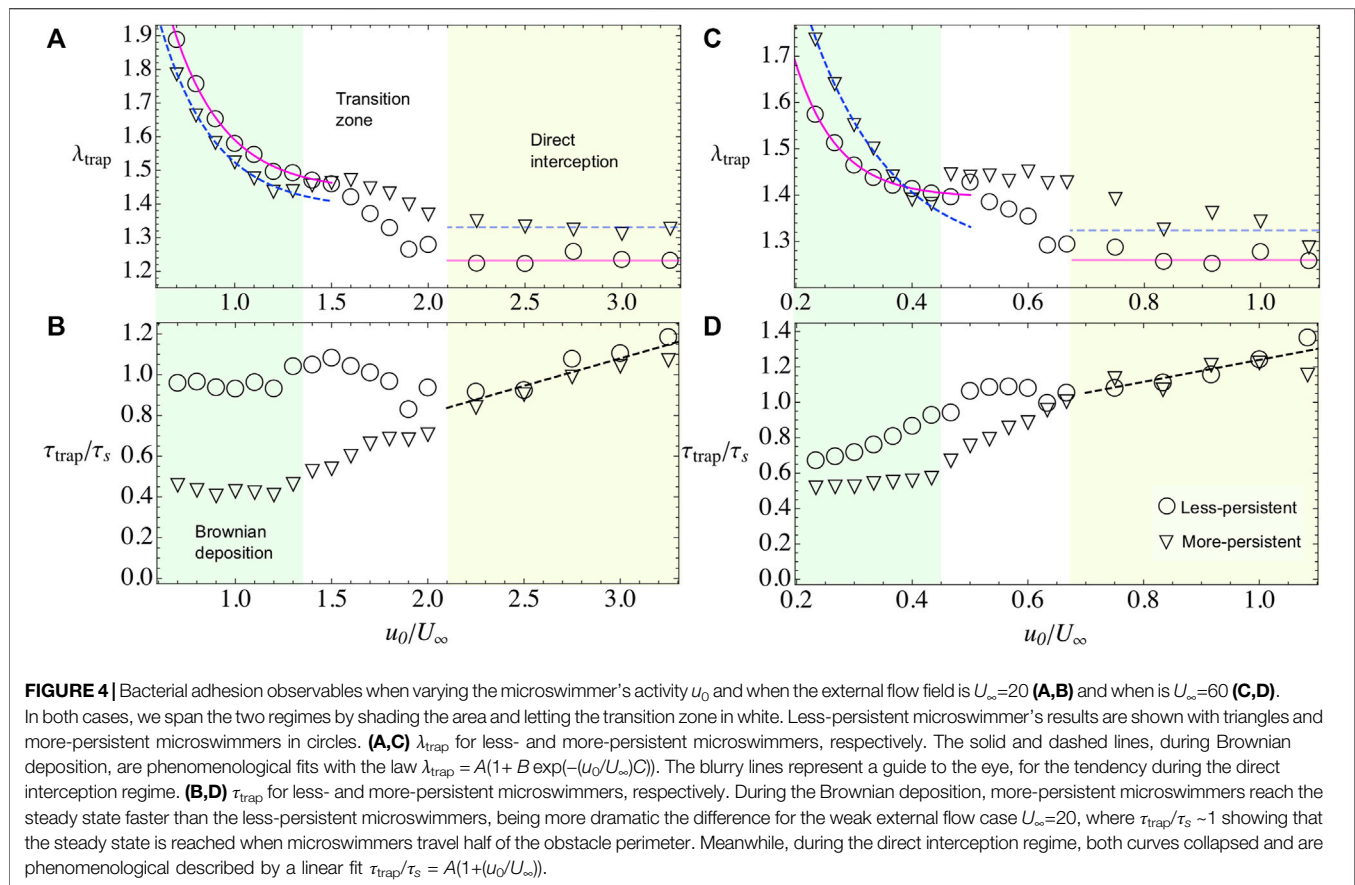 A
1.9
1.8
1.7
1.6
1.5
1.4
1.3
1.2
λtrap
Transition
zone
Direct
interception
1.0
1.5
2.0
2.5
3.0
B
1.2
1.0
0.8
0.6
0.4
0.2
0.0
τtrap/τs
Brownian
deposition
1.0
1.5
2.0
2.5
3.0
u0/U∞
C
1.7
1.6
1.5
1.4
1.3
λtrap
0.2
0.4
0.6
0.8
1.0
D
1.4
1.2
1.0
0.8
0.6
0.4
0.2
0.0
τtrap/τs
Less-persistent
More-persistent
0.2
0.4
0.6
0.8
1.0
u0/U∞
FIGURE 4 | Bacterial adhesion observables when varying the microswimmer's activity u0 and when the external flow field is U∞=20 (A,B) and when is U∞=60 (C,D).
In both cases, we span the two regimes by shading the area and letting the transition zone in white. Less-persistent microswimmer's results are shown with triangles and
more-persistent microswimmers in circles. (A,C) λtrap for less- and more-persistent microswimmers, respectively. The solid and dashed lines, during Brownian
deposition, are phenomenological fits with the law λtrap = A(1+ B exp(−(u0/U∞)C)). The blurry lines represent a guide to the eye, for the tendency during the direct
interception regime. (B,D) τtrap for less- and more-persistent microswimmers, respectively. During the Brownian deposition, more-persistent microswimmers reach the
steady state faster than the less-persistent microswimmers, being more dramatic the difference for the weak external flow case U∞=20, where τtrap/τs ~1 showing that
the steady state is reached when microswimmers travel half of the obstacle perimeter. Meanwhile, during the direct interception regime, both curves collapsed and are
phenomenological described by a linear fit τtrap/τs = A(1+(u0/U∞)).